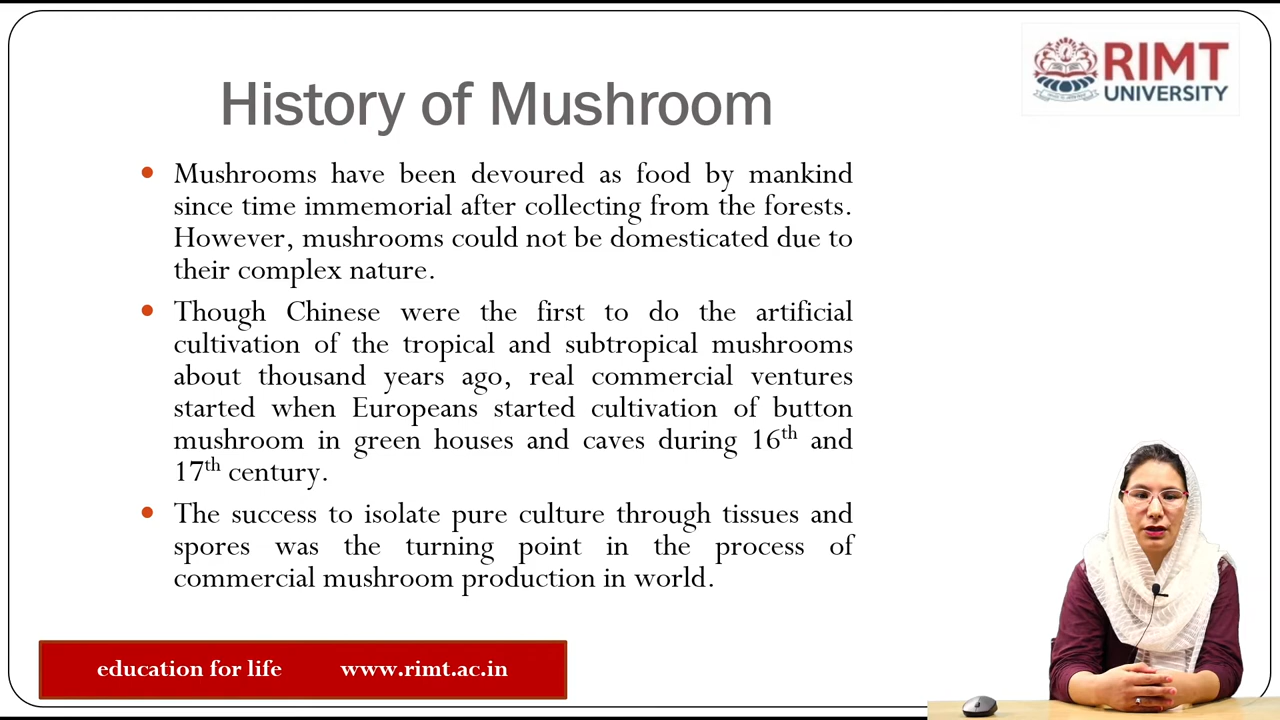 RIMT
UNIVERSITY
History of Mushroom
Mushrooms have been devoured as food by mankind
since time immemorial after collecting from the forests.
However, mushrooms could not be domesticated due to
their complex nature.
Though Chinese were the first to do the artificial
cultivation of the tropical and subtropical mushrooms
about thousand years ago, real commercial ventures
started when Europeans started cultivation of button
mushroom in green houses and caves during 16th and
17th century.
The success to isolate pure culture through tissues and
spores was the turning point in the process of
commercial mushroom production in world.
education for life www.rimt.ac.in